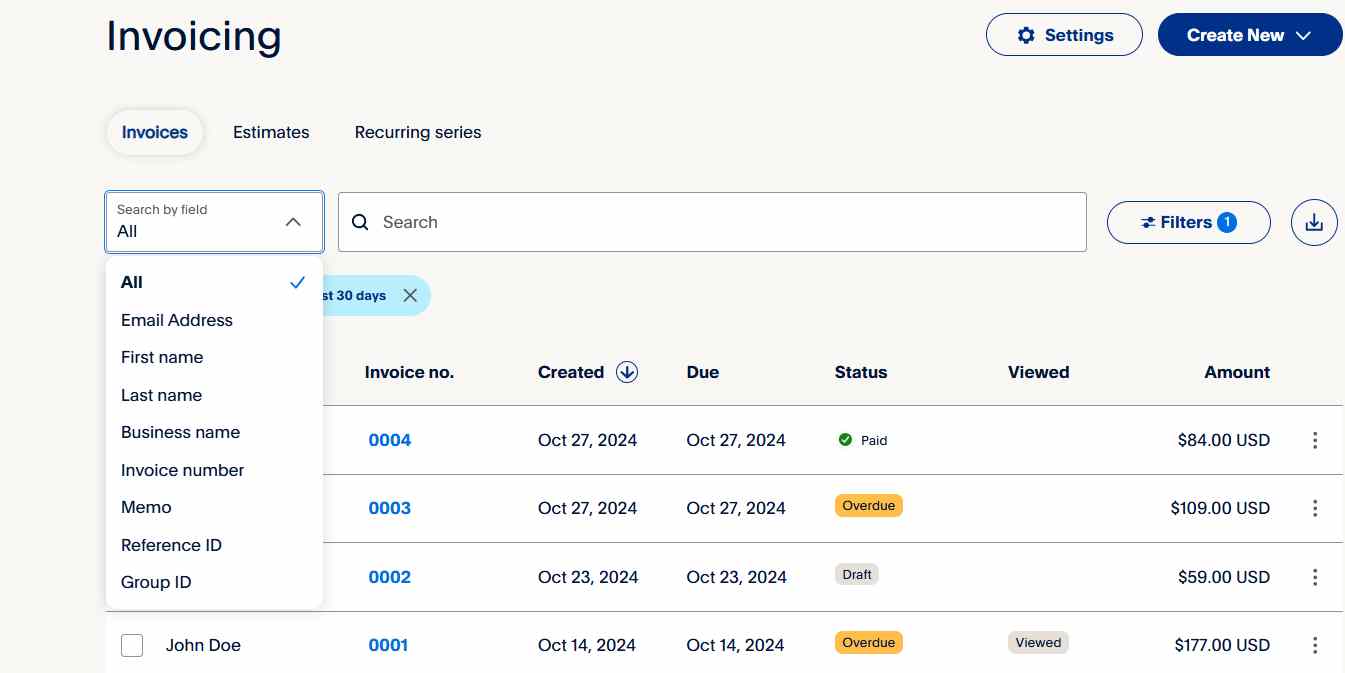 Invoicing
Settings
Create New
Invoices
Estimates
Recurring series
Search by field
All
Search
Filters 1
All
Email Address
First name
Last name
Business name
Invoice number
Memo
Reference ID
Group ID
30 days
Invoice no. Created Due Status Viewed Amount
0004 Oct 27, 2024 Oct 27, 2024 Paid $84.00 USD
0003 Oct 27, 2024 Oct 27, 2024 Overdue $109.00 USD
0002 Oct 23, 2024 Oct 23, 2024 Draft $59.00 USD
John Doe 0001 Oct 14, 2024 Oct 14, 2024 Overdue Viewed $177.00 USD